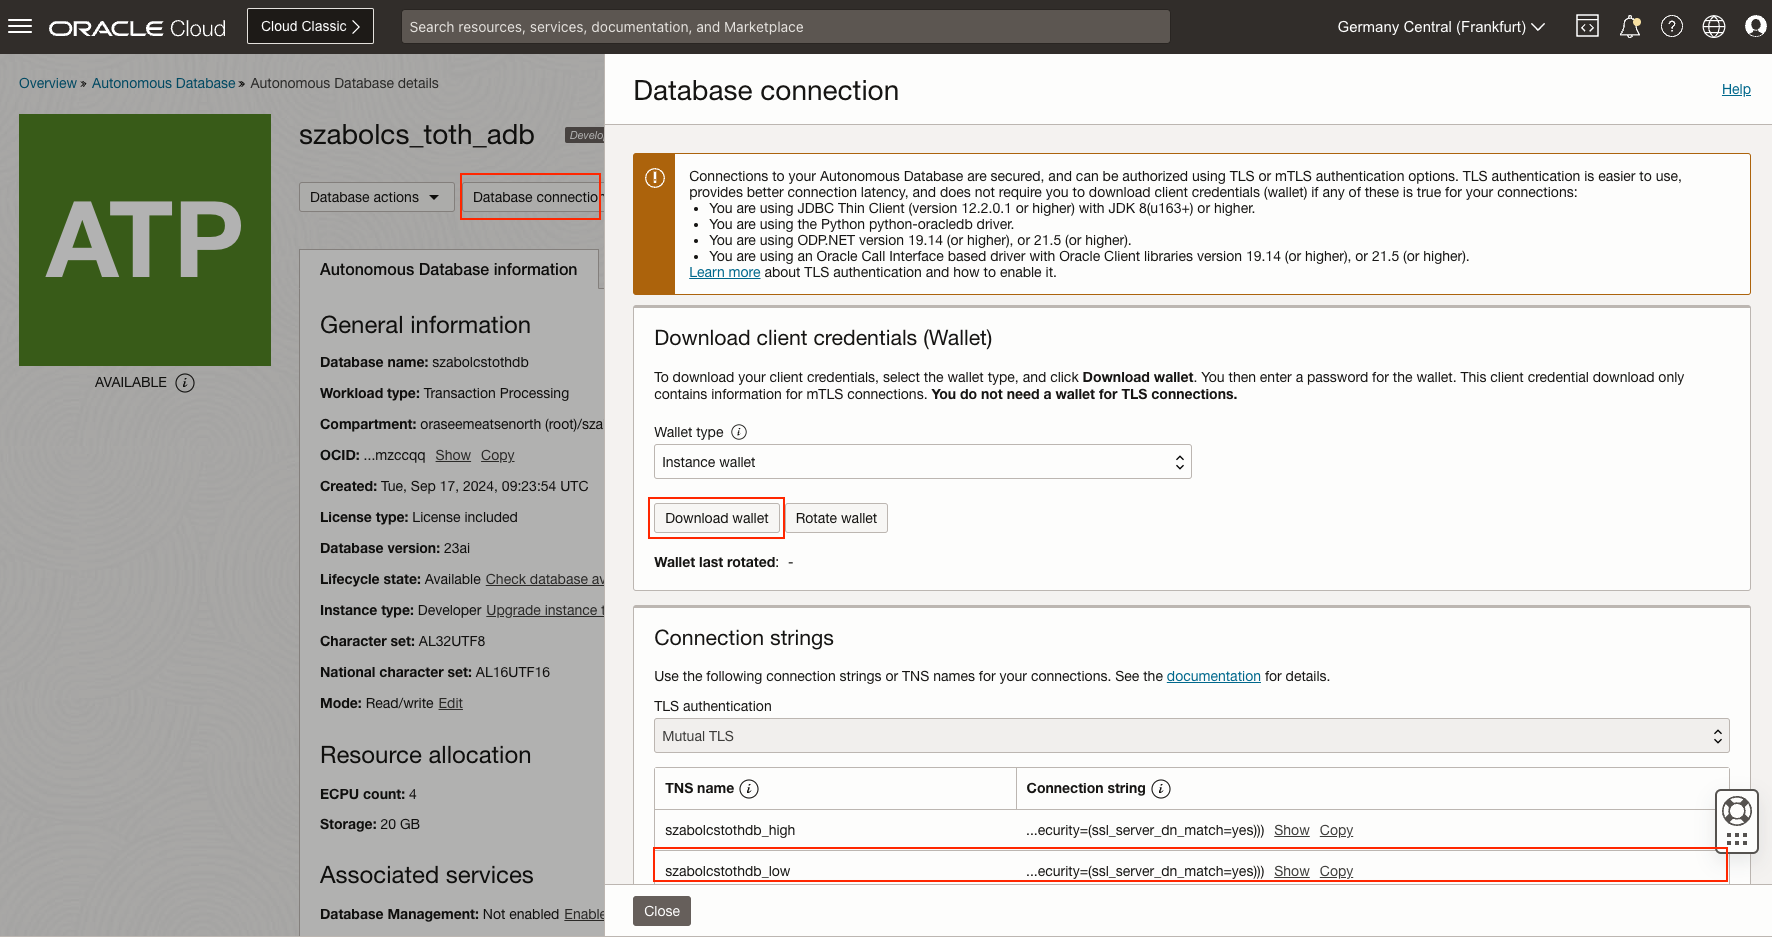 ORACLE Cloud
Cloud Classic
Search resources, services, documentation, and Marketplace
Germany Central (Frankfurt)
Overview » Autonomous Database » Autonomous Database details
ATP
AVAILABLE
szabolcs_toth_adb
Develo
Database actions
Database connectio
Autonomous Database information
General information
Database name: szabolcstothdb
Workload type: Transaction Processing
Compartment: oraseemeatsenorth (root)/sza
OCID: ...mzccqq Show Copy
Created: Tue, Sep 17, 2024, 09:23:54 UTC
License type: License included
Database version: 23ai
Lifecycle state: Available Check database av
Instance type: Developer Upgrade instance t
Character set: AL32UTF8
National character set: AL16UTF16
Mode: Read/write Edit
Resource allocation
ECPU count: 4
Storage: 20 GB
Associated services
Database Management: Not enabled Enable
Database connection
Help
Connections to your Autonomous Database are secured, and can be authorized using TLS or mTLS authentication options. TLS authentication is easier to use,
provides better connection latency, and does not require you to download client credentials (wallet) if any of these is true for your connections:
• You are using JDBC Thin Client (version 12.2.0.1 or higher) with JDK 8(u163+) or higher.
• You are using the Python python-oracledb driver.
• You are using ODP.NET version 19.14 (or higher), or 21.5 (or higher).
• You are using an Oracle Call Interface based driver with Oracle Client libraries version 19.14 (or higher), or 21.5 (or higher).
Learn more about TLS authentication and how to enable it.
Download client credentials (Wallet)
To download your client credentials, select the wallet type, and click Download wallet. You then enter a password for the wallet. This client credential download only
contains information for mTLS connections. You do not need a wallet for TLS connections.
Wallet type
Instance wallet
Download wallet
Rotate wallet
Wallet last rotated: -
Connection strings
Use the following connection strings or TNS names for your connections. See the documentation for details.
TLS authentication
Mutual TLS
TNS name
Connection string
szabolcstothdb_high
...ecurity=(ssl_server_dn_match=yes))) Show Copy
szabolcstothdb_low
...ecurity=(ssl_server_dn_match=yes))) Show Copy
Close